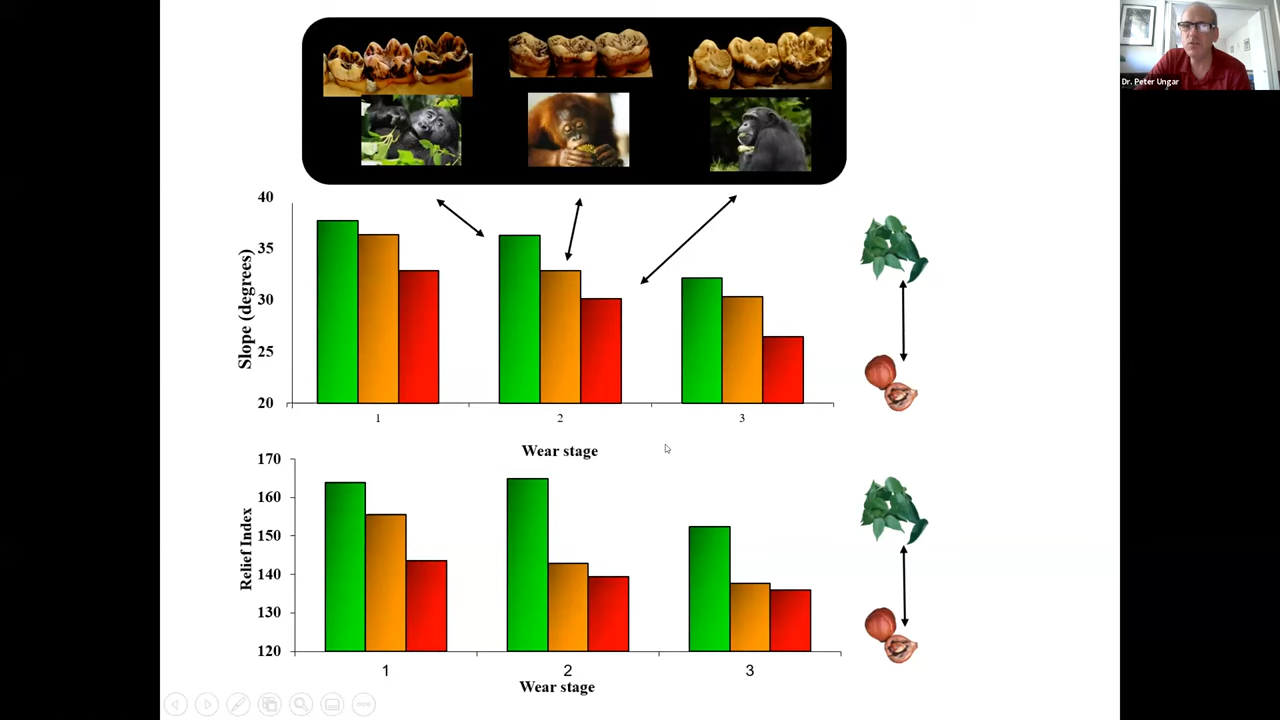 Dr. Peter Ungar
40
35
30
25
20
Slope (degrees)
1 2 3
Wear stage
170
160
150
140
130
120
Relief Index
1 2 3
Wear stage